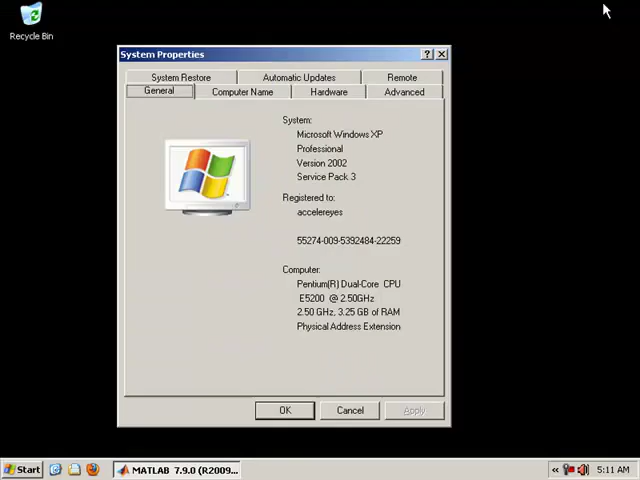 Recycle Bin
System Properties
System Restore
Automatic Updates
Remote
General
Computer Name
Hardware
Advanced
System:
Microsoft Windows XP
Professional
Version 2002
Service Pack 3
Registered to:
accelereyes
55274-009-5392484-22259
Computer:
Pentium(R) Dual-Core CPU
E5200 @ 2.50GHz
2.50 GHz, 3.25 GB of RAM
Physical Address Extension
OK
Cancel
Apply
Start
MATLAB 7.9.0 (R2009...
5:11 AM